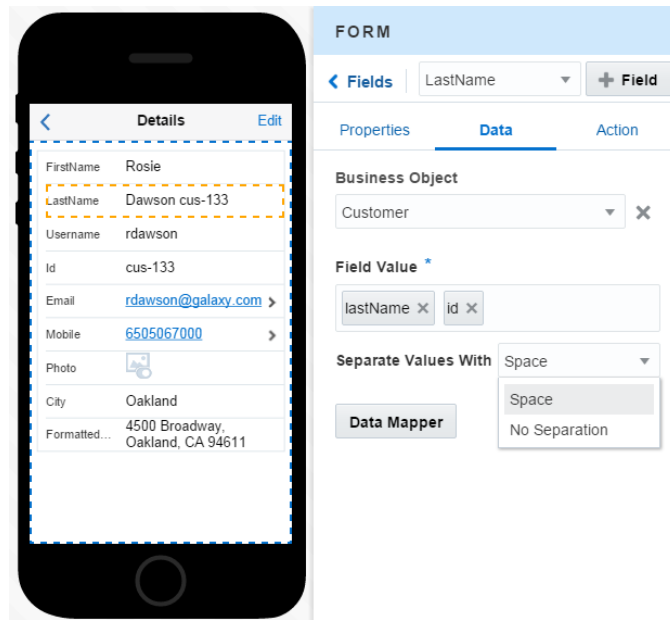 Details
Edit
FirstName Rosie
LastName Dawson cus-133
Username rdawson
Id cus-133
Email rdawson@galaxy.com
Mobile 6505067000
Photo
City Oakland
Formatted... 4500 Broadway,
Oakland, CA 94611
FORM
Fields LastName Field
Properties Data Action
Business Object
Customer
Field Value *
lastName id
Separate Values With Space
Space
No Separation
Data Mapper